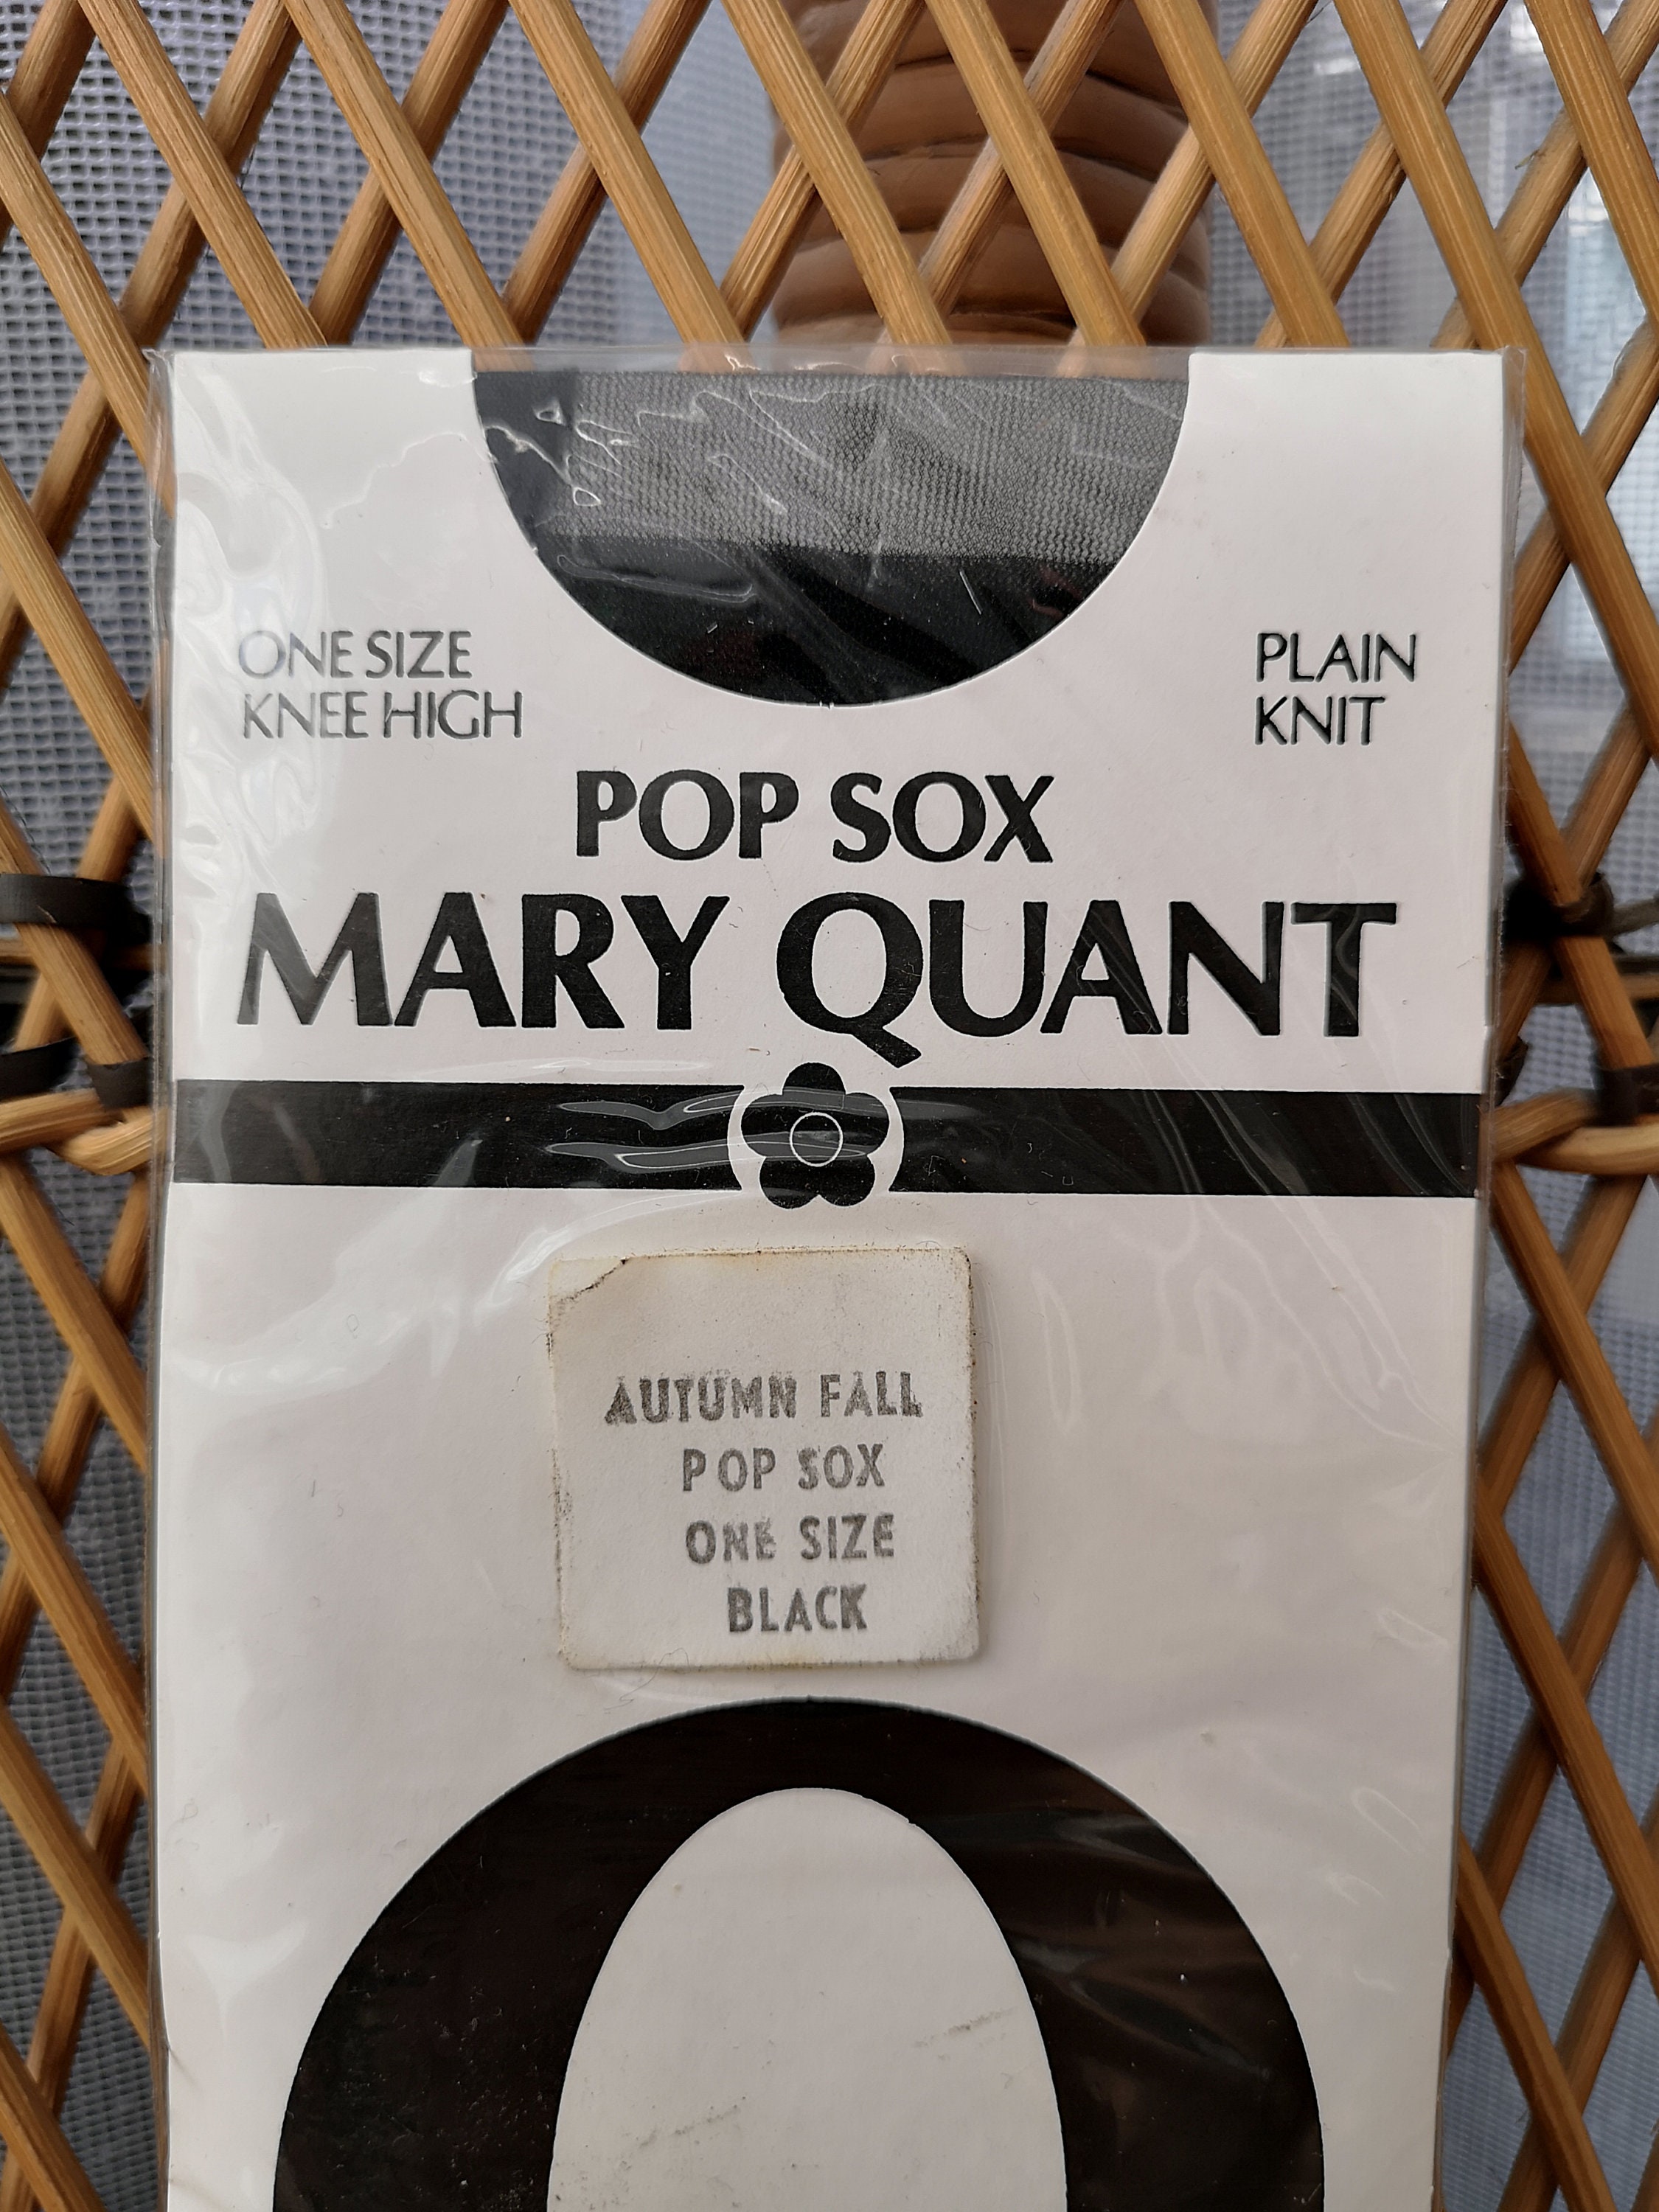 ONE SIZE
KNEE HIGH
PLAIN
KNIT
POP SOX
MARY QUANT
AUTUMN FALL
POP SOX
ONE SIZE
BLACK